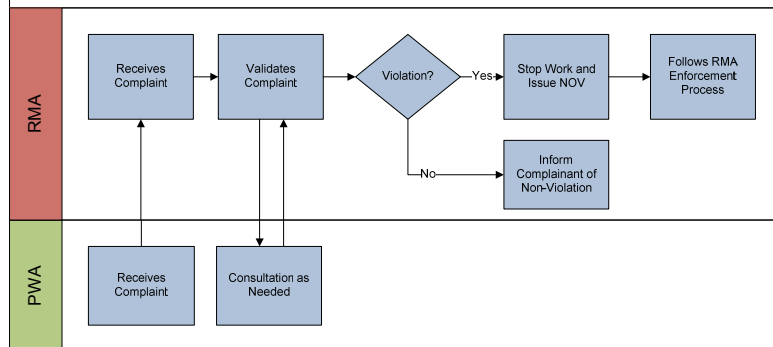 RMA
Receives
Complaint
Validates
Complaint
Violation?
Yes
Stop Work and
Issue NOV
Follows RMA
Enforcement
Process
No
Inform
Complainant of
Non-Violation
PWA
Receives
Complaint
Consultation as
Needed